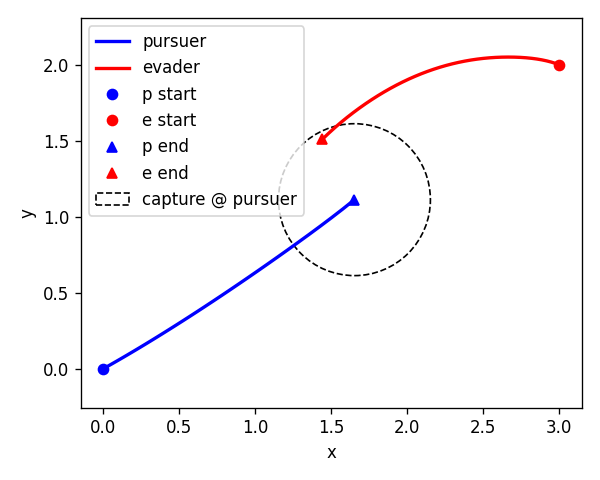 pursuer
evader
p start
e start
p end
e end
capture @ pursuer
2.0
1.5
1.0
0.5
0.0
y
0.0 0.5 1.0 1.5 2.0 2.5 3.0
x